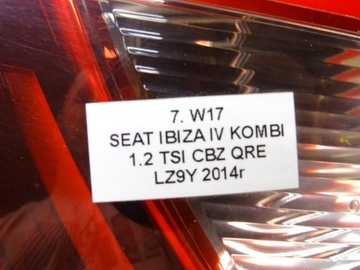 7. W17
SEAT IBIZA IV KOMBI
1.2 TSI CBZ QRE
LZ9Y 2014r